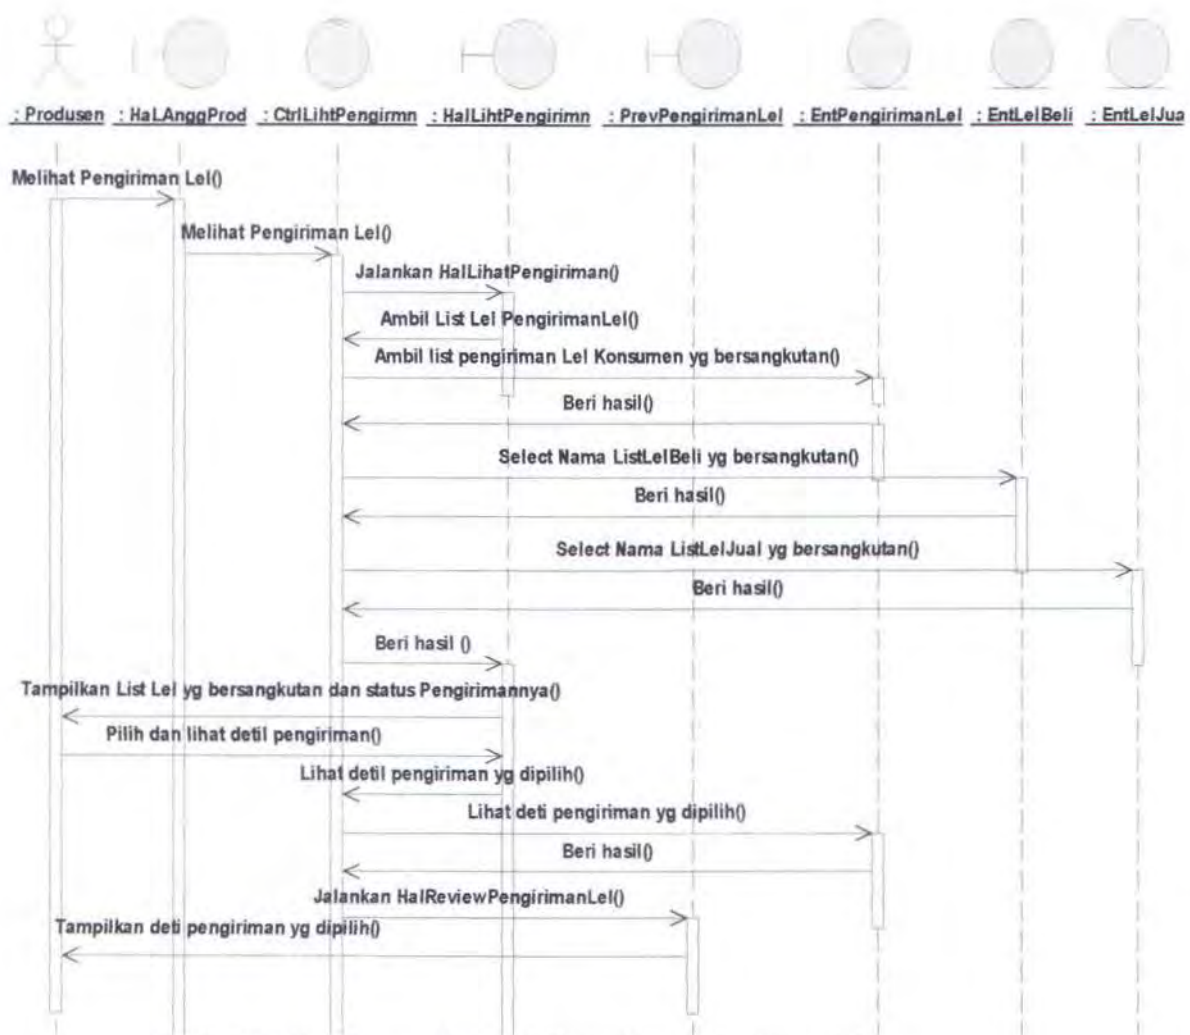 : Produsen : HaLAnggProd : CtrlLihtPengirmn : HalLihtPengirimn : PrevPengirimanLel : EntPengirimanLel : EntLelBeli : EntLelJua
Melihat Pengiriman Lel()
Melihat Pengiriman Lel()
Jalankan HalLihatPengiriman()
Ambil List Lel PengirimanLel()
Ambil list pengiriman Lel Konsumen yg bersangkutan()
Beri hasil()
Select Nama ListLelBeli yg bersangkutan()
Beri hasil()
Select Nama ListLelJual yg bersangkutan()
Beri hasil()
Beri hasil ()
Tampilkan List Lel yg bersangkutan dan status Pengirimannya()
Pilih dan lihat detil pengiriman()
Lihat detil pengiriman yg dipilih()
Lihat deti pengiriman yg dipilih()
Beri hasil()
Jalankan HalReviewPengirimanLel()
Tampilkan deti pengiriman yg dipilih()